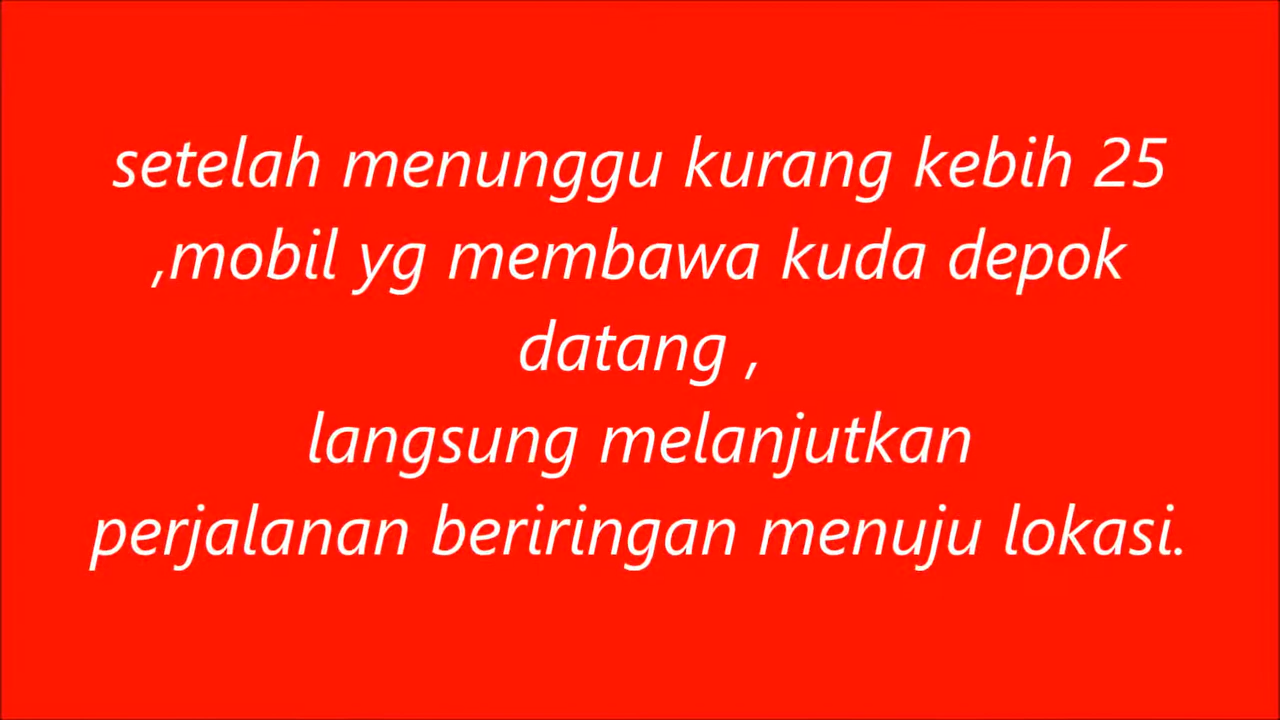 setelah menunggu kurang kebih 25
,mobil yg membawa kuda depok
datang ,
langsung melanjutkan
perjalanan beriringan menuju lokasi.